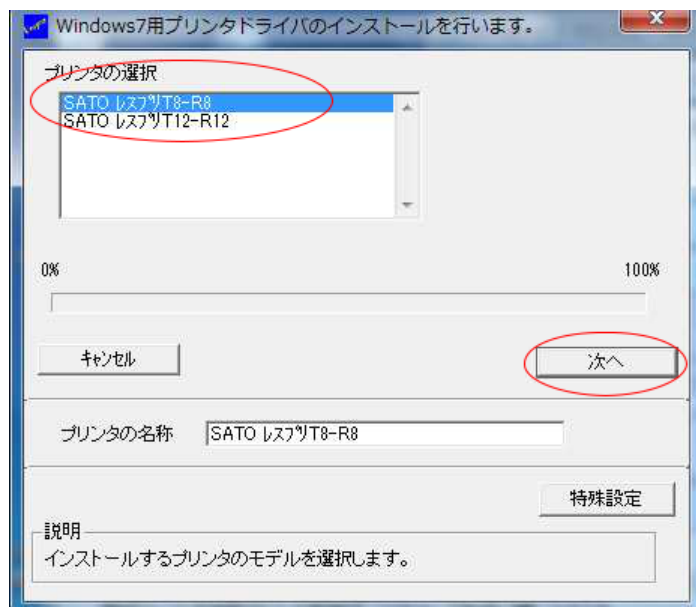 Windows7用プリンタドライバのインストールを行います。
プリンタの選択
SATO ﾚｽﾌﾟﾘT8-R8
SATO ﾚｽﾌﾟﾘT12-R12
0% 100%
ｷｬﾝｾﾙ 次へ
プリンタの名称 SATO ﾚｽﾌﾟﾘT8-R8
特殊設定
説明
インストールするプリンタのモデルを選択します。